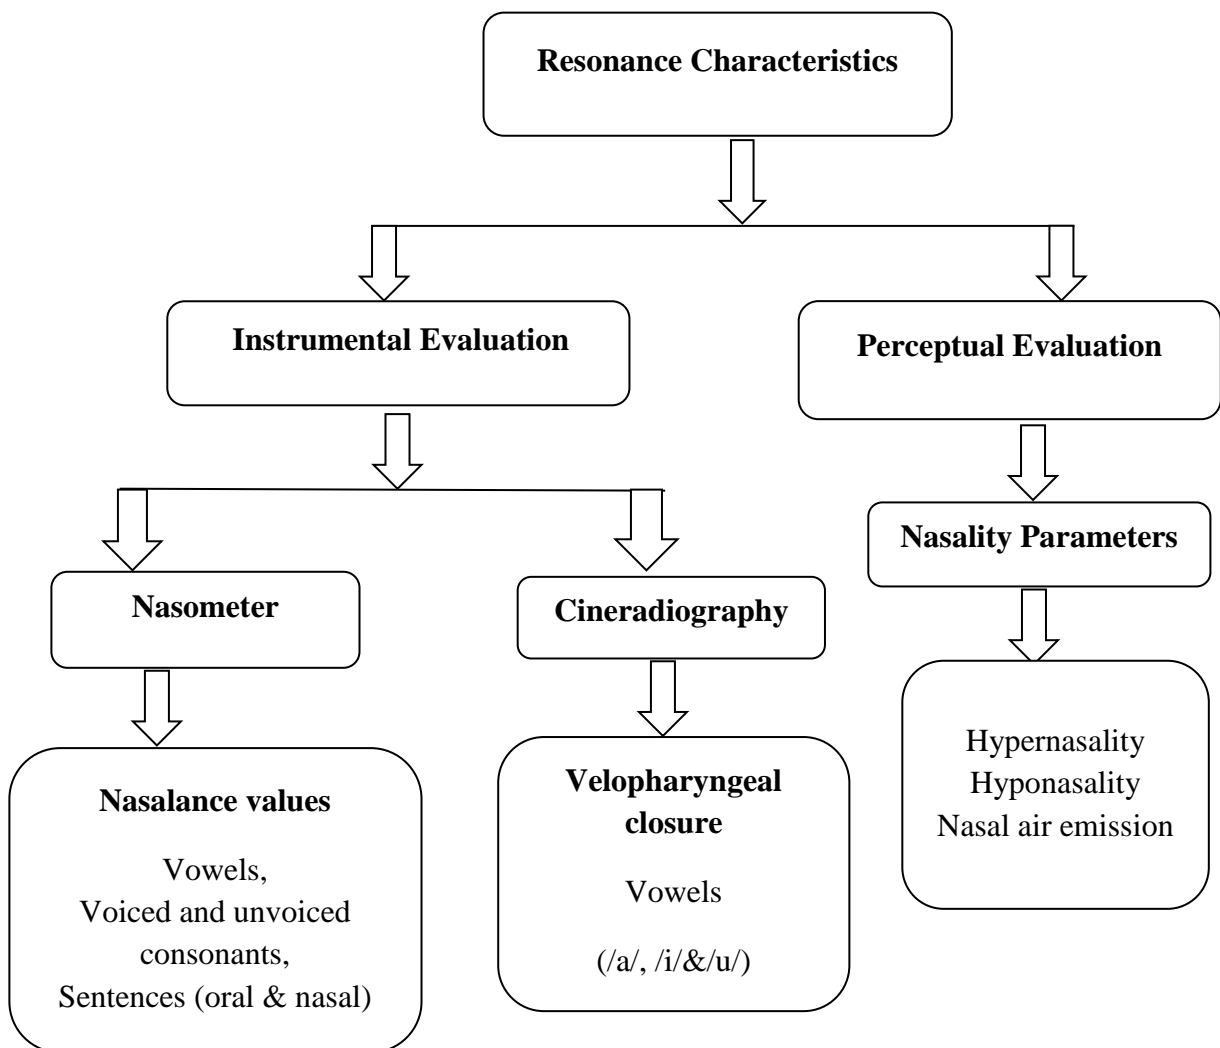 Resonance Characteristics
Instrumental Evaluation
Perceptual Evaluation
Nasometer
Cineradiography
Nasality Parameters
Nasalance values
Vowels,
Voiced and unvoiced
consonants,
Sentences (oral & nasal)
Velopharyngeal
closure
Vowels
(/a/, /i/&/u/)
Hypernasality
Hyponasality
Nasal air emission